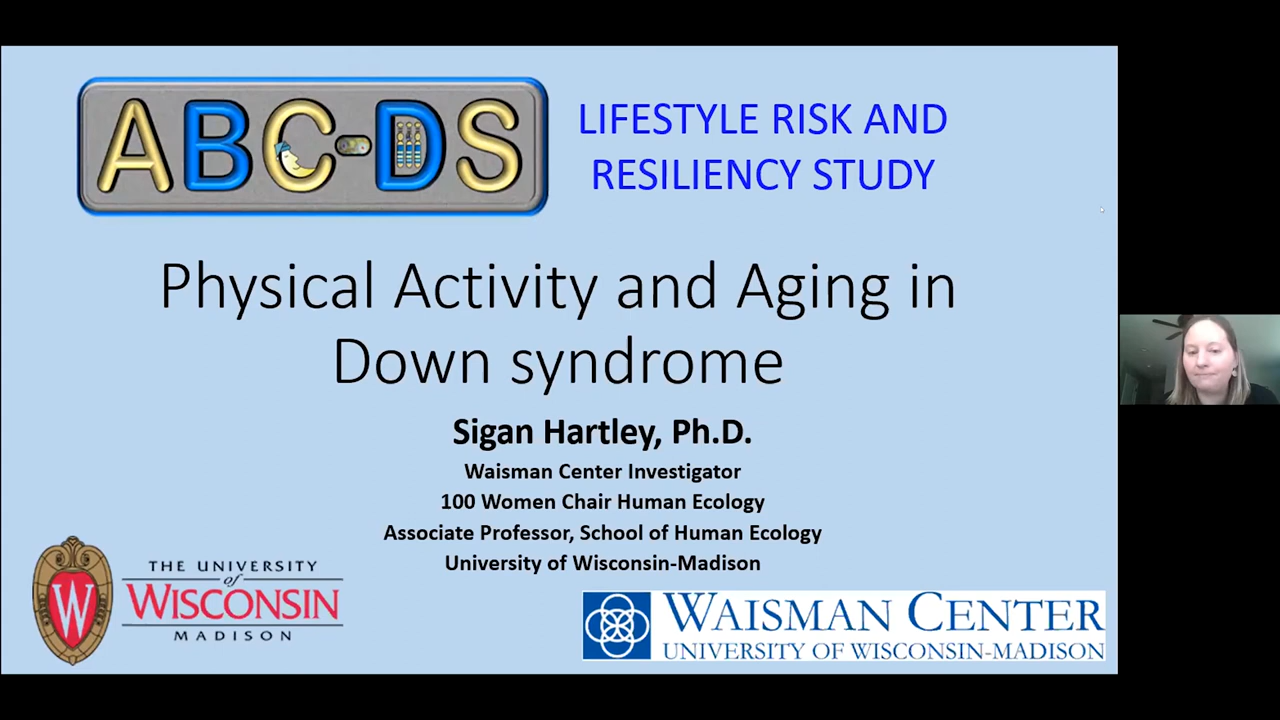 ABC-DS
LIFESTYLE RISK AND
RESILIENCY STUDY
Physical Activity and Aging in
Down syndrome
Sigan Hartley, Ph.D.
Waisman Center Investigator
100 Women Chair Human Ecology
Associate Professor, School of Human Ecology
University of Wisconsin-Madison
W
THE UNIVERSITY
of
WISCONSIN
MADISON
WAISMAN CENTER
UNIVERSITY OF WISCONSIN-MADISON